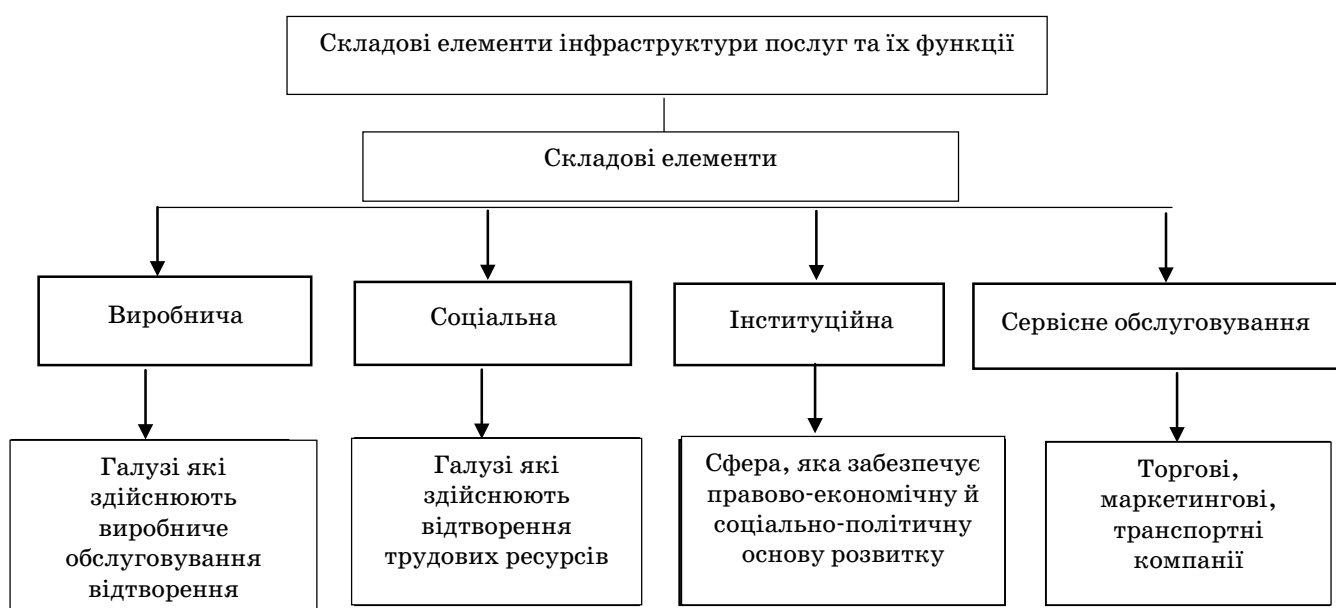 Складові елементи інфраструктури послуг та їх функції
Складові елементи
Виробнича
Соціальна
Інституційна
Сервісне обслуговування
Галузі які
здійснюють
виробниче
обслуговування
відтворення
Галузі які
здійснюють
відтворення
трудових ресурсів
Сфера, яка забезпечує
правово-економічну й
соціально-політичну
основу розвитку
Торгові,
маркетингові,
транспортні
компанії